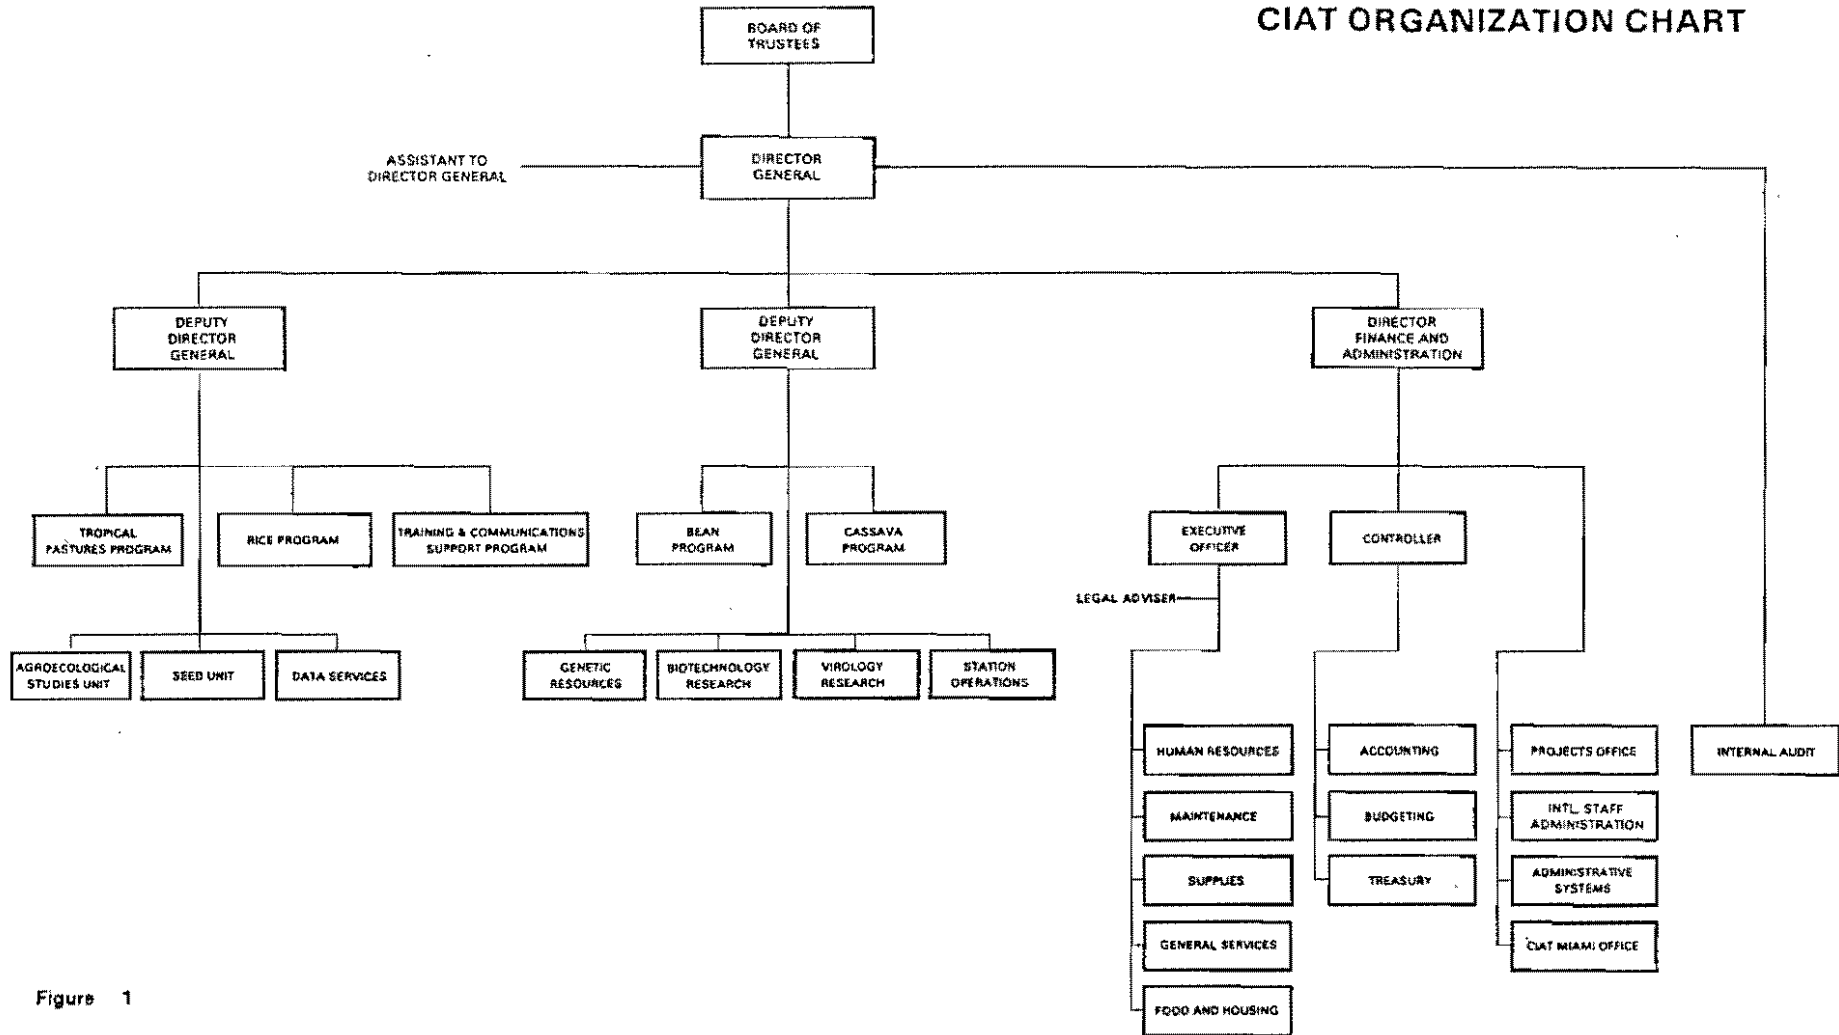 CIAT ORGANIZATION CHART
BOARD OF
TRUSTEES
ASSISTANT TO
DIRECTOR GENERAL
DIRECTOR
GENERAL
DEPUTY
DIRECTOR
GENERAL
DEPUTY
DIRECTOR
GENERAL
DIRECTOR
FINANCE AND
ADMINISTRATION
TROPICAL
PASTURES PROGRAM
RICE PROGRAM
TRAINING & COMMUNICATIONS
SUPPORT PROGRAM
BEAN
PROGRAM
CASSAVA
PROGRAM
EXECUTIVE
OFFICER
CONTROLLER
LEGAL ADVISER
AGROECOLOGICAL
STUDIES UNIT
SEED UNIT
DATA SERVICES
GENETIC
RESOURCES
BIOTECHNOLOGY
RESEARCH
VIROLOGY
RESEARCH
STATION
OPERATIONS
HUMAN RESOURCES
MAINTENANCE
SUPPLIES
GENERAL SERVICES
FOOD AND HOUSING
ACCOUNTING
BUDGETING
TREASURY
PROJECTS OFFICE
INTL. STAFF
ADMINISTRATION
ADMINISTRATIVE
SYSTEMS
CIAT MIAMI OFFICE
INTERNAL AUDIT
Figure 1